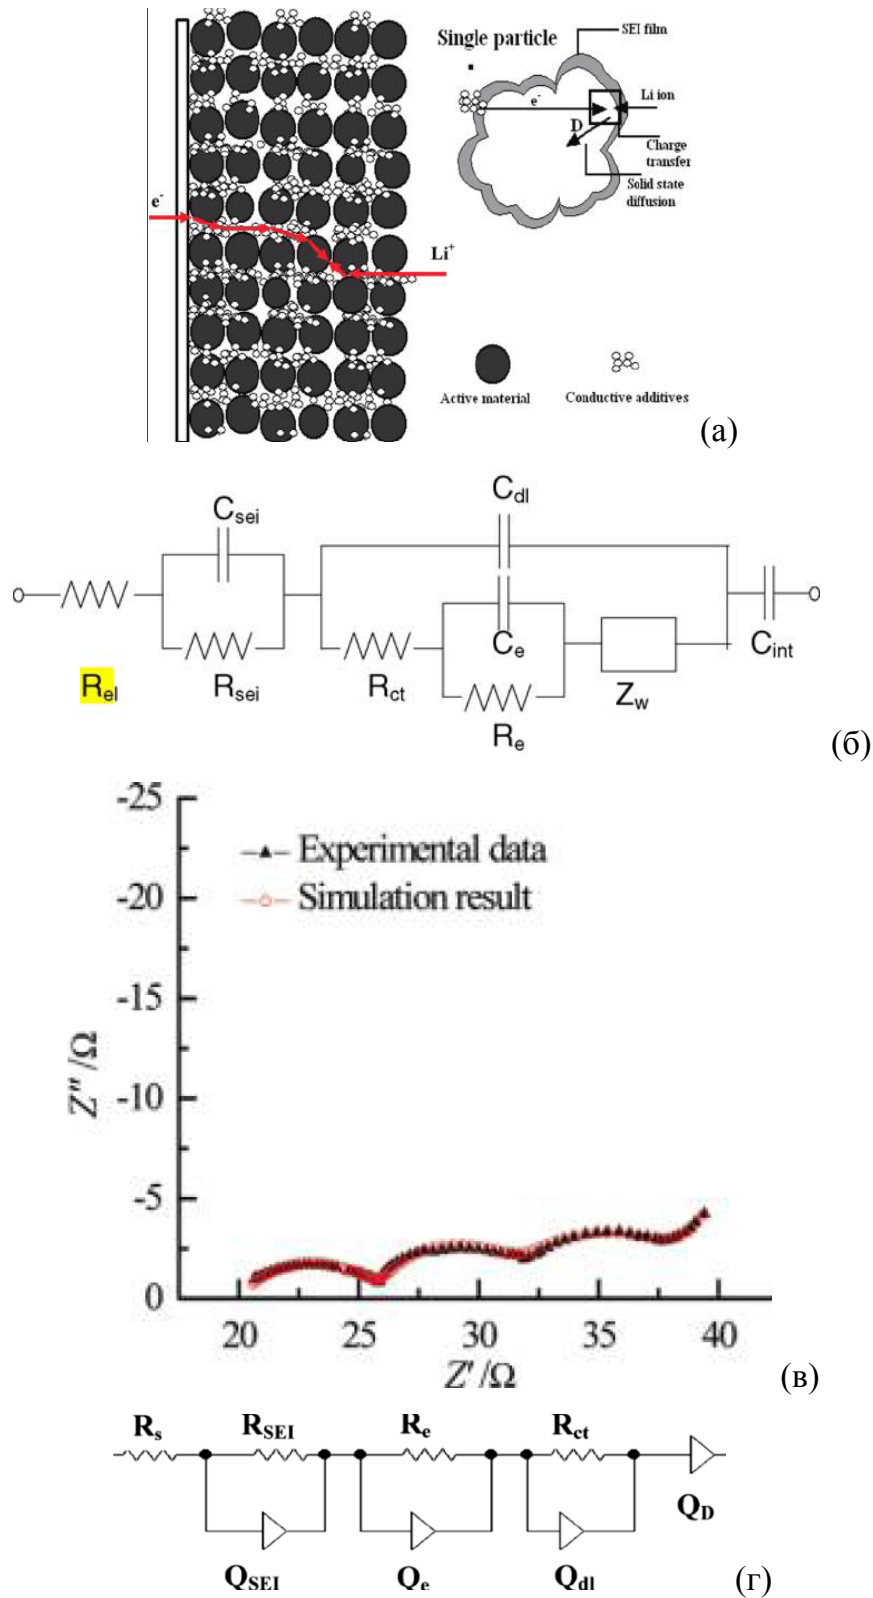 Single particle
SEI film
e⁻
Li ion
D
Charge
transfer
Solid state
diffusion
e⁻
Li⁺
Active material
Conductive additives
(а)
C_sei
C_dl
C_e
C_int
R_el
R_sei
R_ct
Z_w
R_e
(б)
-25
-20
-15
-10
-5
0
Z''/Ω
Experimental data
Simulation result
20 25 30 35 40
Z'/Ω
(в)
R_s
R_SEI
R_e
R_ct
Q_D
Q_SEI
Q_e
Q_dl
(г)